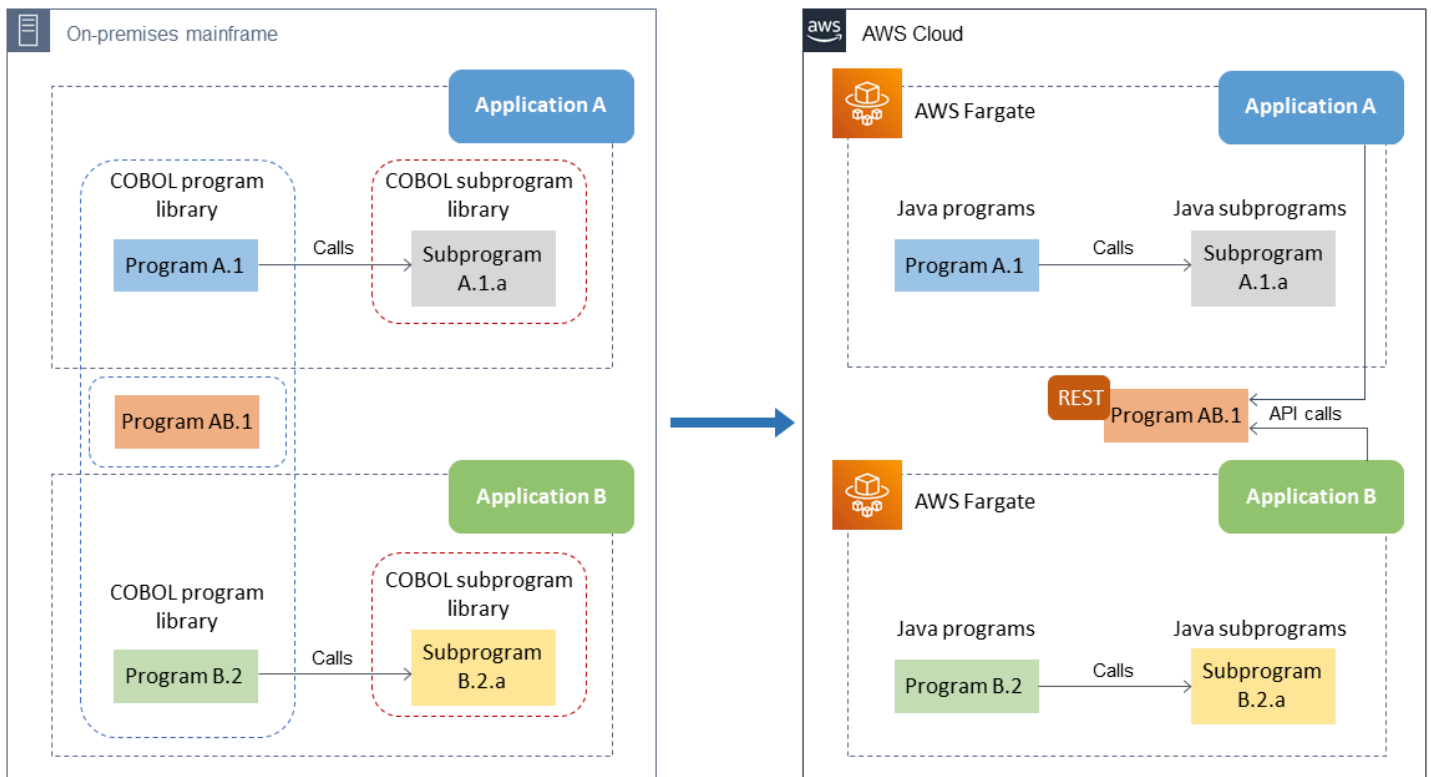 On-premises mainframe
Application A
COBOL program
library
COBOL subprogram
library
Program A.1
Calls
Subprogram
A.1.a
Program AB.1
Application B
COBOL program
library
COBOL subprogram
library
Program B.2
Calls
Subprogram
B.2.a
aws
AWS Cloud
AWS Fargate
Application A
Java programs
Java subprograms
Program A.1
Calls
Subprogram
A.1.a
REST
Program AB.1
API calls
AWS Fargate
Application B
Java programs
Java subprograms
Program B.2
Calls
Subprogram
B.2.a